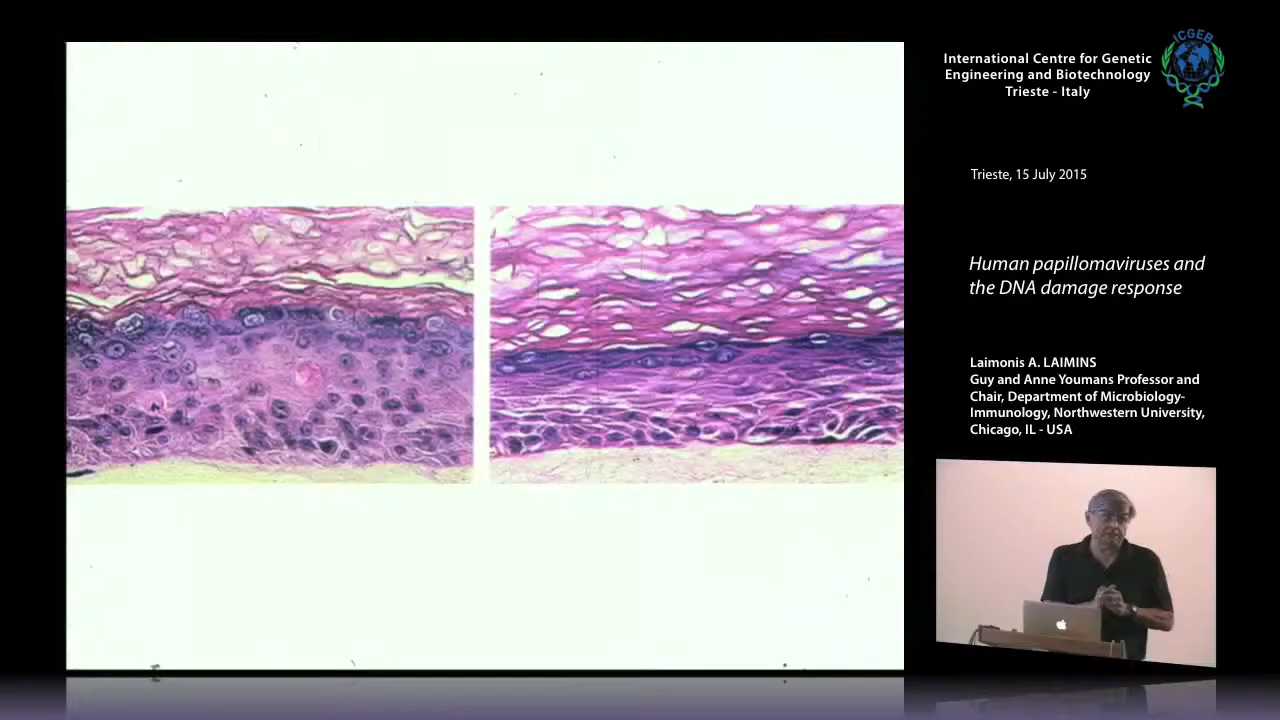 International Centre for Genetic
Engineering and Biotechnology
Trieste - Italy
ICGEB
Trieste, 15 July 2015
Human papillomaviruses and
the DNA damage response
Laimonis A. LAIMINS
Guy and Anne Youmans Professor and
Chair, Department of Microbiology-
Immunology, Northwestern University,
Chicago, IL - USA